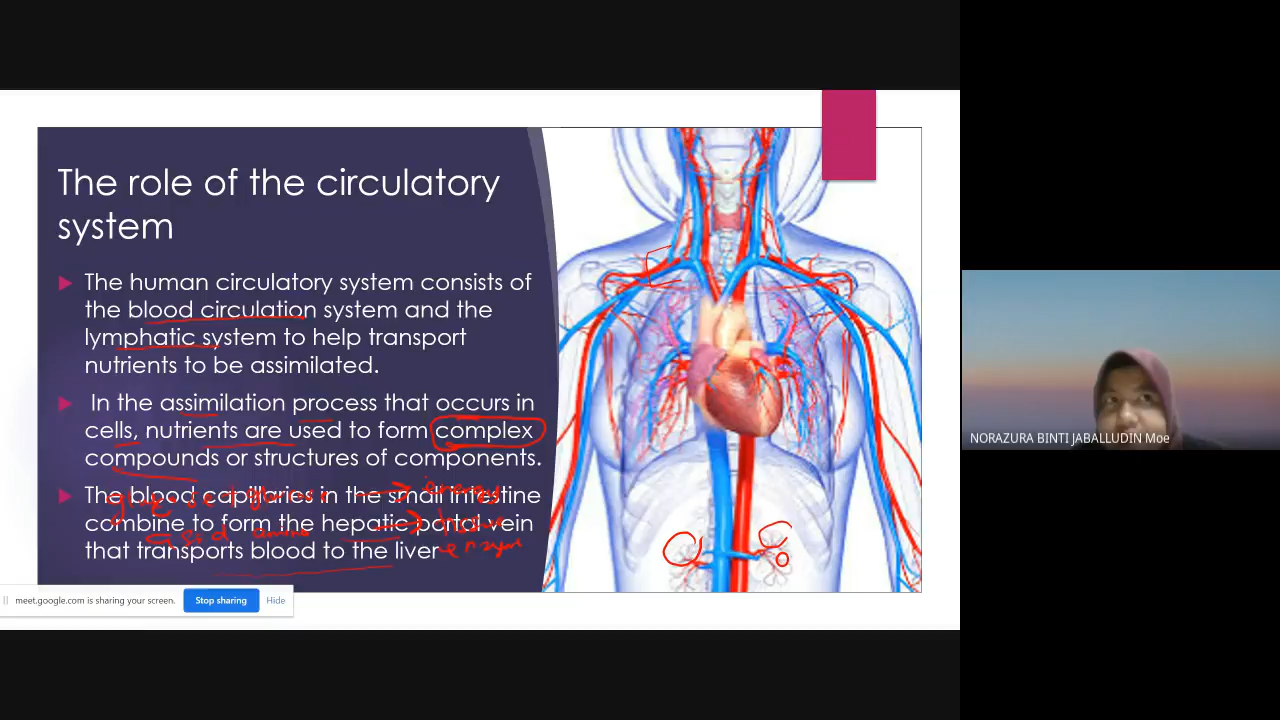 The role of the circulatory
system
The human circulatory system consists of
the blood circulation system and the
lymphatic system to help transport
nutrients to be assimilated.
In the assimilation process that occurs in
cells, nutrients are used to form complex
compounds or structures of components.
The blood capillaries in the small intestine
combine to form the hepatic portal vein
that transports blood to the liver
tissue
asid amino
enzyme
meet.google.com is sharing your screen. Stop sharing Hide
NORAZURA BINTI JABALLUDIN Moe